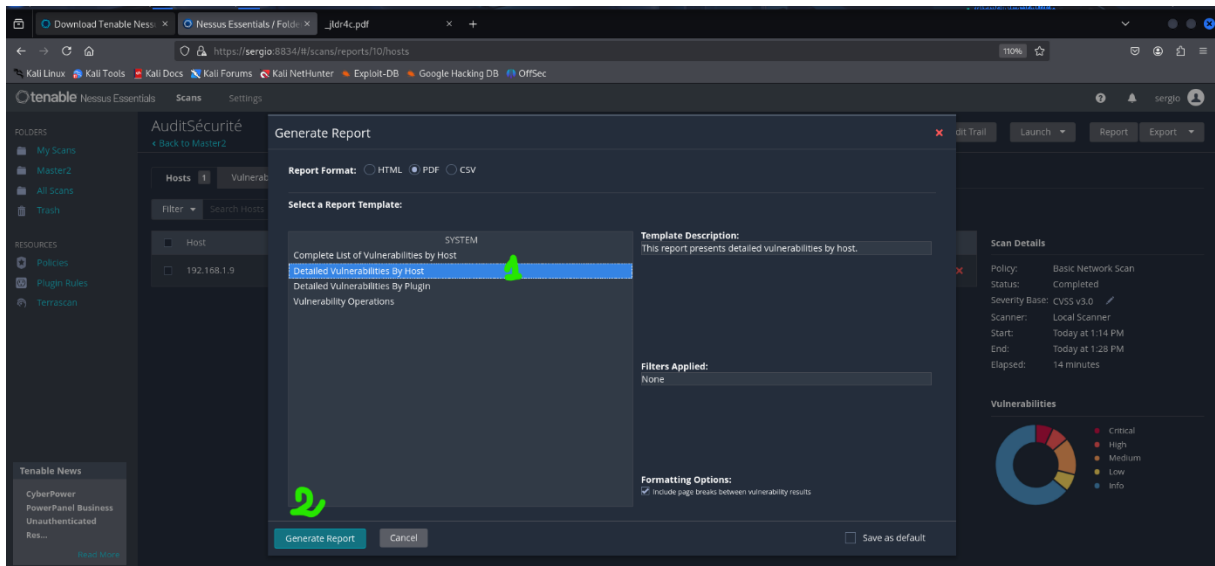 Download Tenable Ness
Nessus Essentials / Folde
_jldr4c.pdf
https://sergio:8834/#/scans/reports/10/hosts
110%
Kali Linux Kali Tools Kali Docs Kali Forums Kali NetHunter Exploit-DB Google Hacking DB OffSec
tenable Nessus Essentials Scans Settings sergio
FOLDERS
My Scans
Master2
All Scans
Trash
RESOURCES
Policies
Plugin Rules
Terrascan
Tenable News
CyberPower
PowerPanel Business
Unauthenticated
Res...
Read More
AuditSécurité
< Back to Master2
dit Trail Launch Report Export
Hosts 1 Vulnerab
Filter Search Hosts
Host
192.168.1.9
Generate Report
Report Format: HTML PDF CSV
Select a Report Template:
SYSTEM
Complete List of Vulnerabilities by Host
Detailed Vulnerabilities By Host
Detailed Vulnerabilities By Plugin
Vulnerability Operations
Template Description:
This report presents detailed vulnerabilities by host.
Filters Applied:
None
Formatting Options:
Include page breaks between vulnerability results
1
2
Generate Report Cancel Save as default
Scan Details
Policy: Basic Network Scan
Status: Completed
Severity Base: CVSS v3.0
Scanner: Local Scanner
Start: Today at 1:14 PM
End: Today at 1:28 PM
Elapsed: 14 minutes
Vulnerabilities
Critical
High
Medium
Low
Info